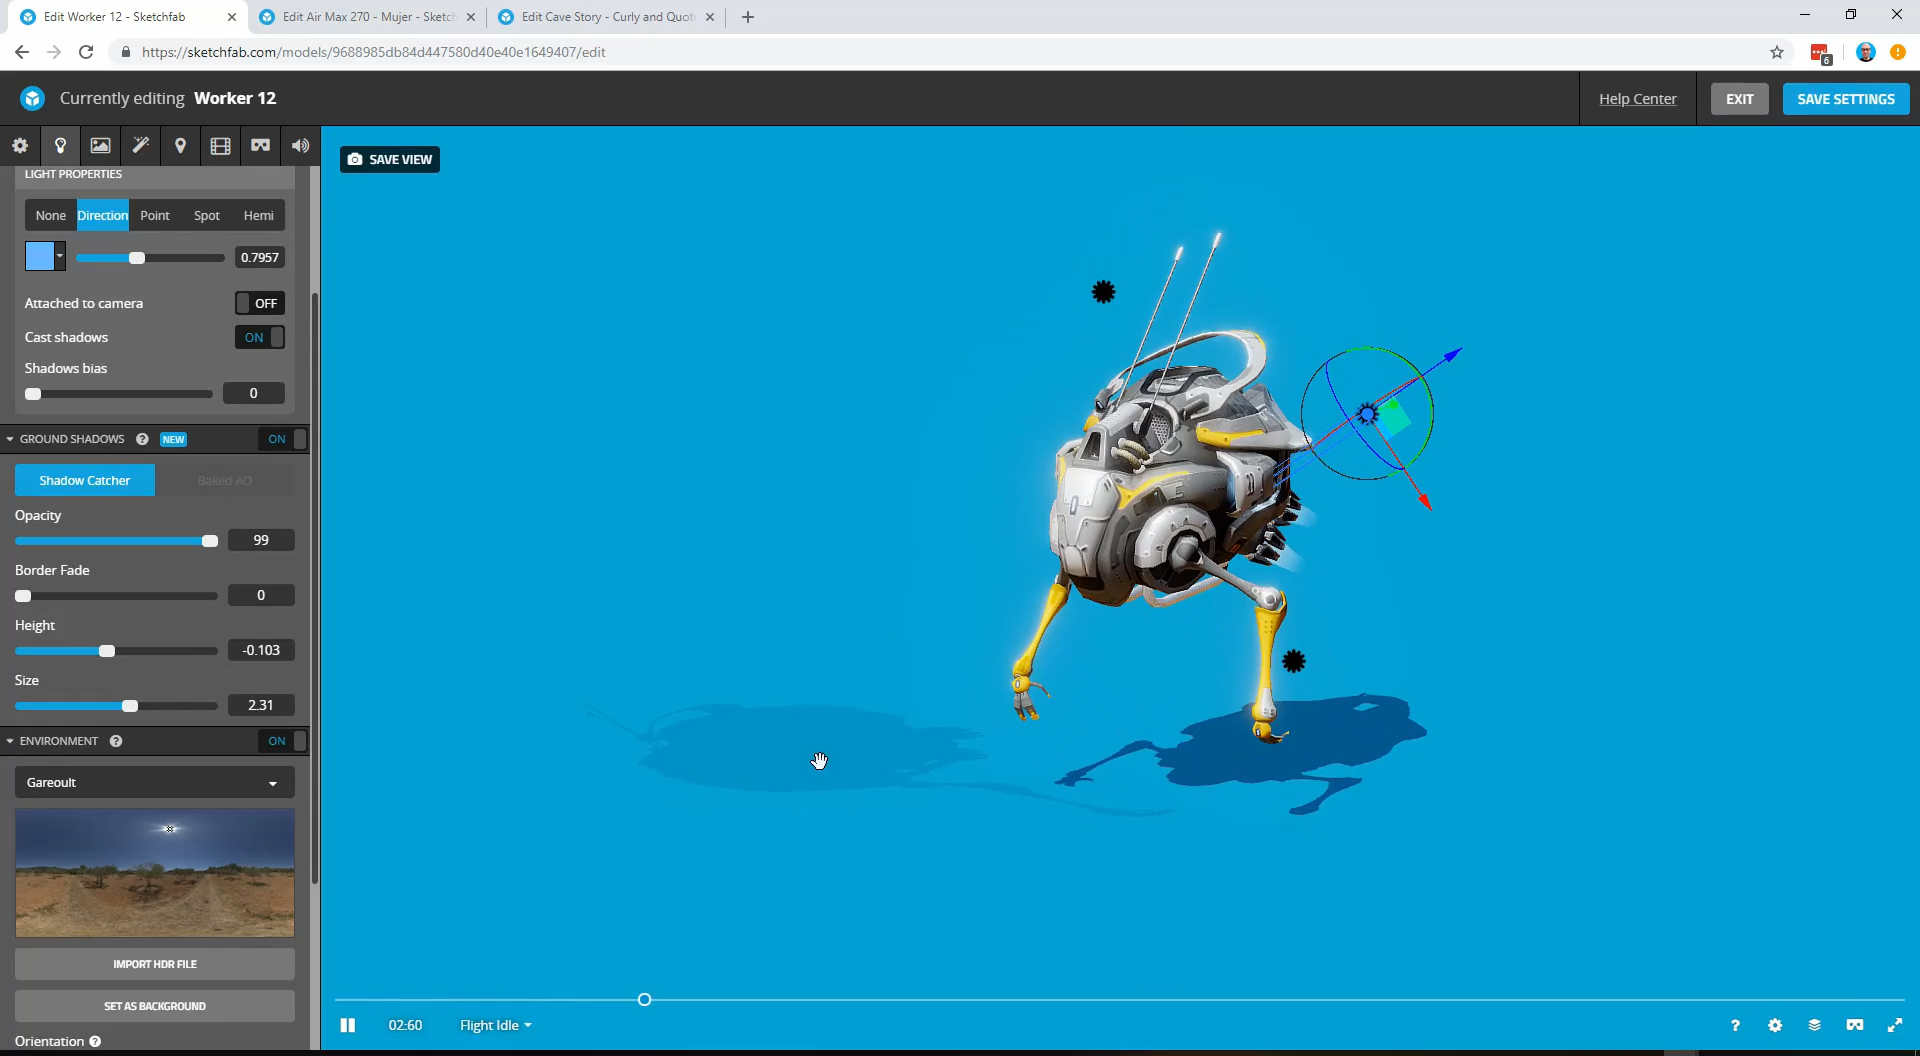 Edit Worker 12 - Sketchfab
Edit Air Max 270 - Mujer - Sketch
Edit Cave Story - Curly and Quot
https://sketchfab.com/models/9688985db84d447580d40e40e1649407/edit
6
Currently editing Worker 12
Help Center
EXIT
SAVE SETTINGS
SAVE VIEW
LIGHT PROPERTIES
None Direction Point Spot Hemi
0.7957
Attached to camera OFF
Cast shadows ON
Shadows bias
0
GROUND SHADOWS ? NEW ON
Shadow Catcher Baked AO
Opacity
99
Border Fade
0
Height
-0.103
Size
2.31
ENVIRONMENT ? ON
Gareoult
IMPORT HDR FILE
SET AS BACKGROUND
Orientation ?
02:60 Flight Idle ?